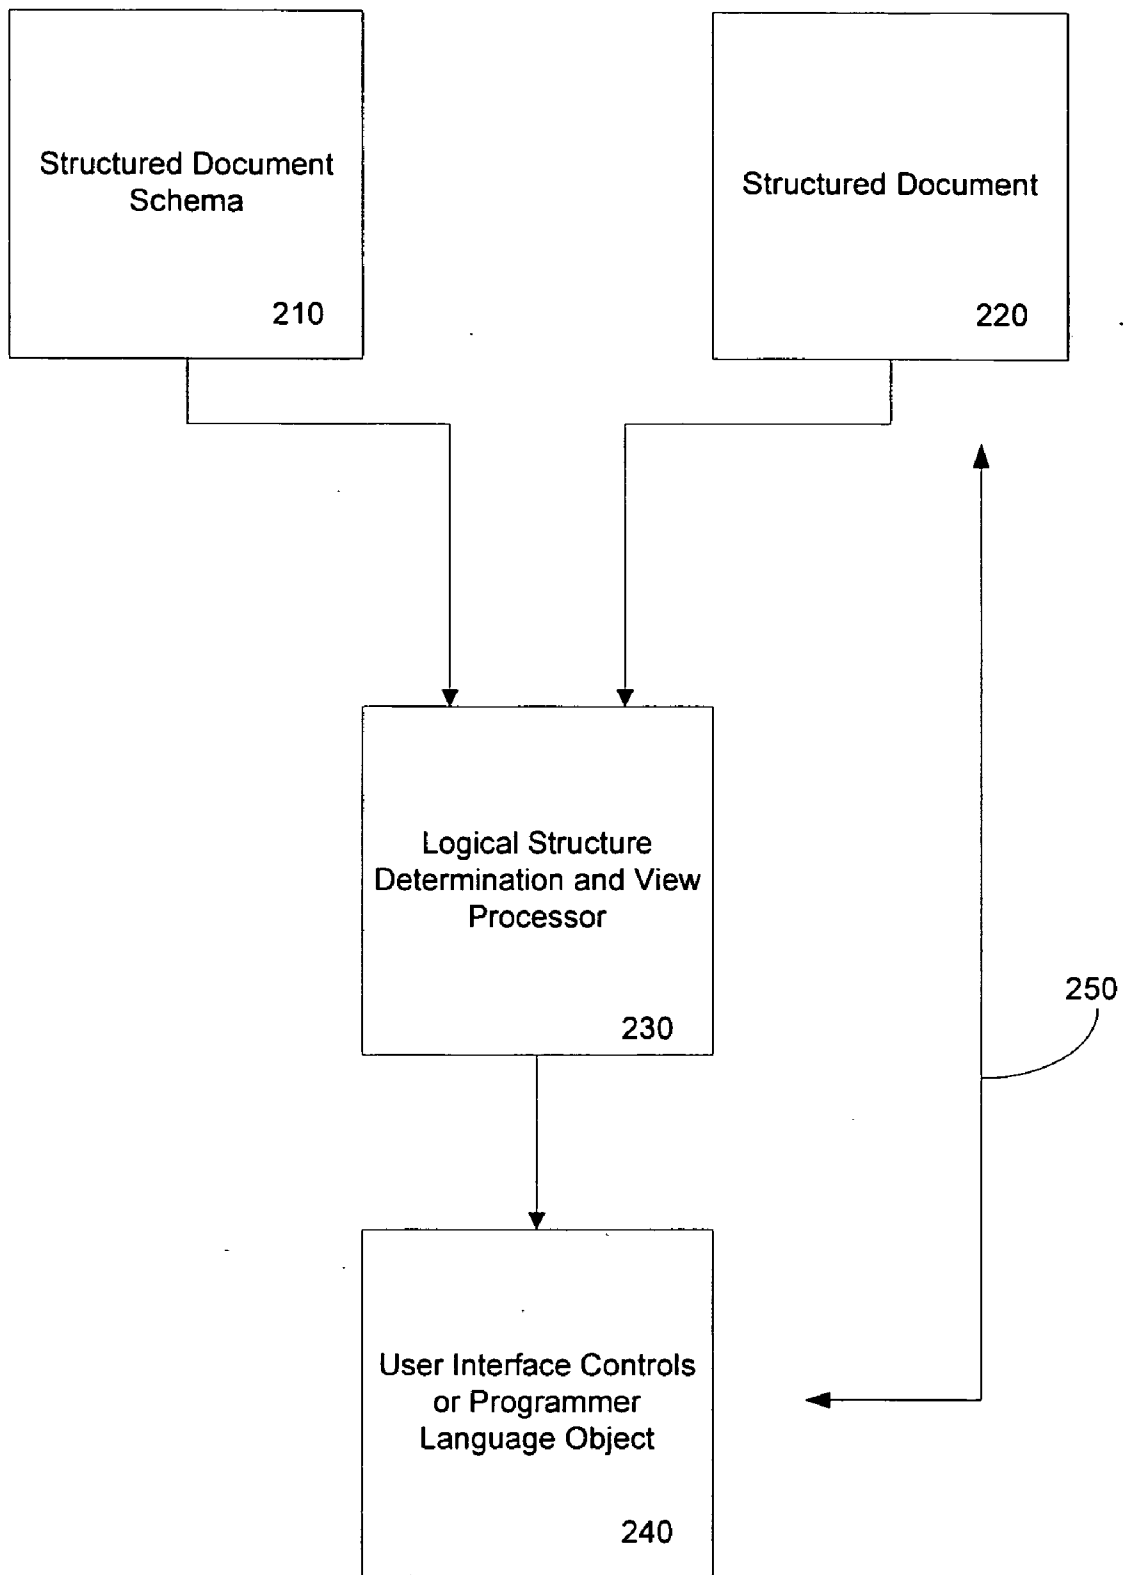 Structured Document
Schema
210
Structured Document
220
Logical Structure
Determination and View
Processor
230
250
User Interface Controls
or Programmer
Language Object
240